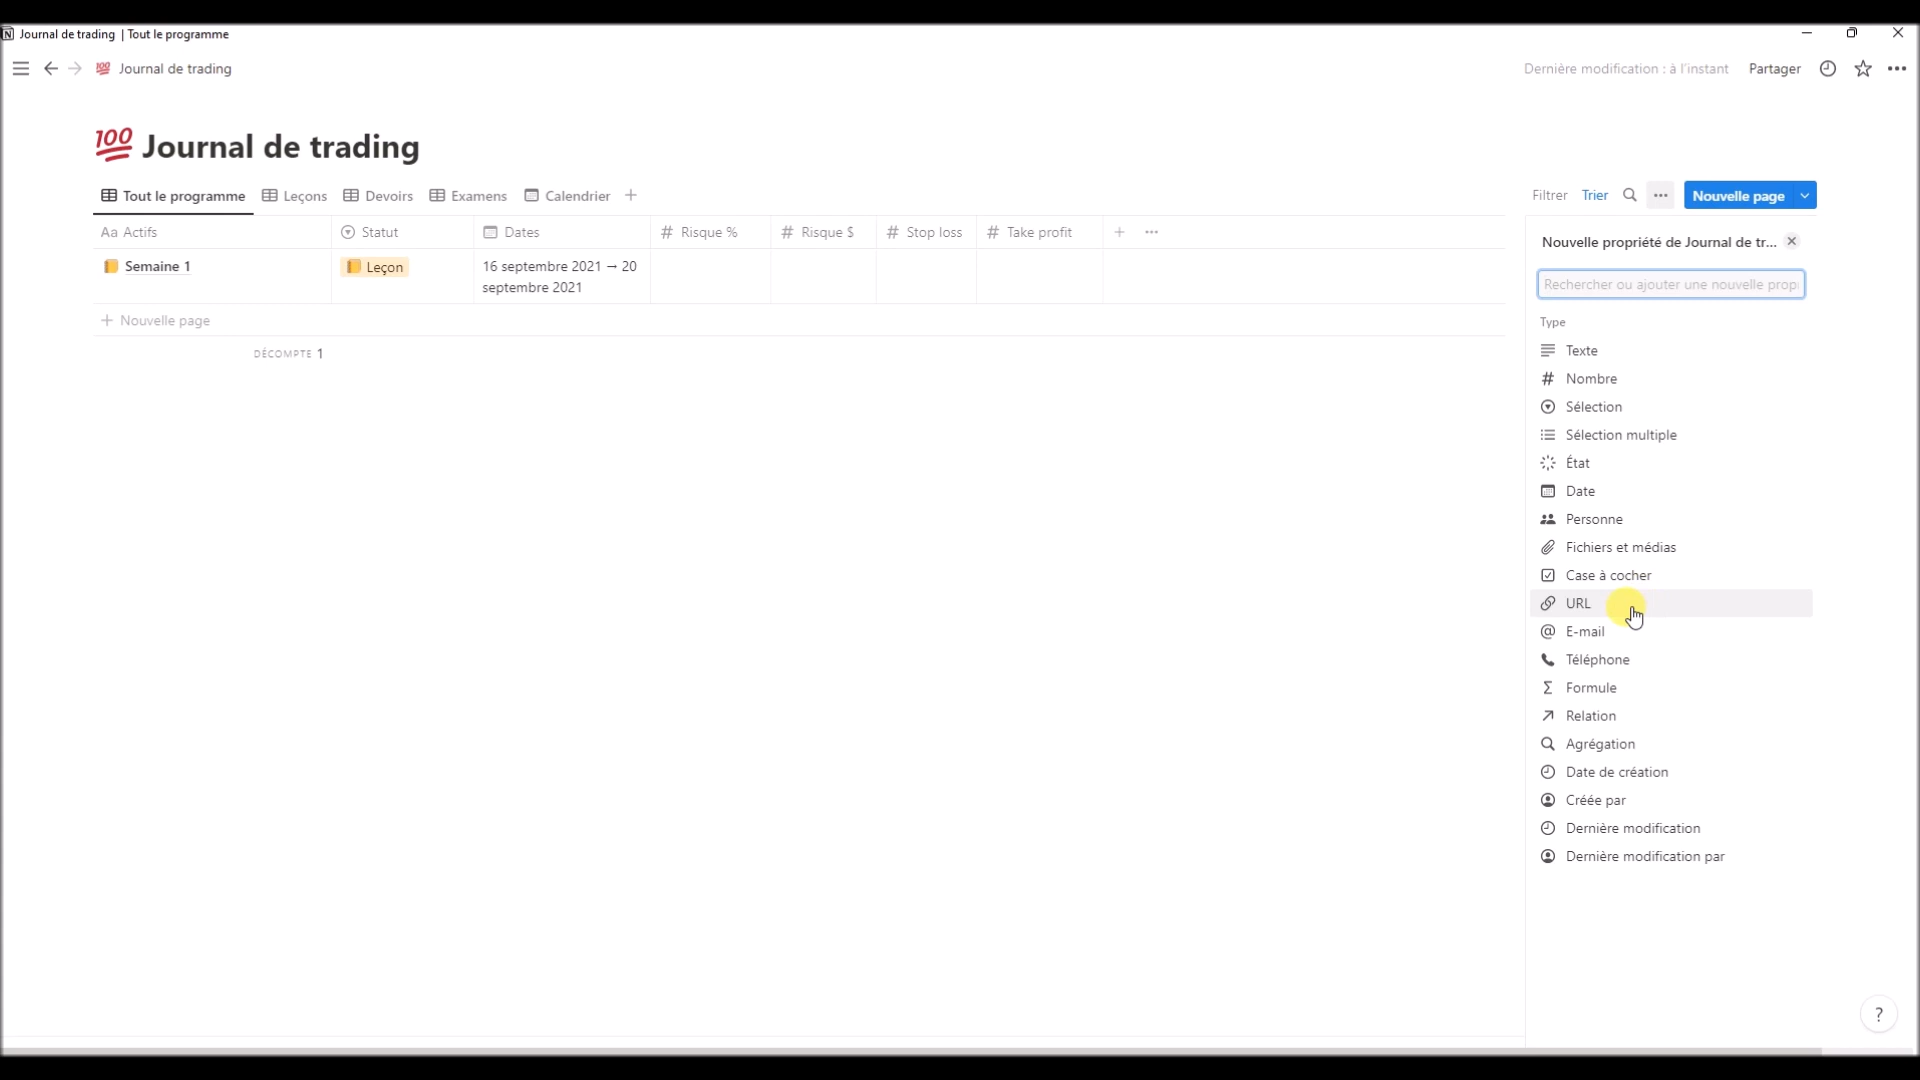 Journal de trading | Tout le programme
💯 Journal de trading
Dernière modification : à l'instant Partager
💯 Journal de trading
Tout le programme Leçons Devoirs Examens Calendrier +
Filtrer Trier Nouvelle page
Aa Actifs Statut Dates # Risque % # Risque $ # Stop loss # Take profit +
Semaine 1 Leçon 16 septembre 2021 → 20
septembre 2021
+ Nouvelle page
DÉCOMPTE 1
Nouvelle propriété de Journal de tr...
Rechercher ou ajouter une nouvelle propr
Type
Texte
# Nombre
Sélection
Sélection multiple
État
Date
Personne
Fichiers et médias
Case à cocher
URL
@ E-mail
Téléphone
Σ Formule
Relation
Agrégation
Date de création
Créée par
Dernière modification
Dernière modification par
?